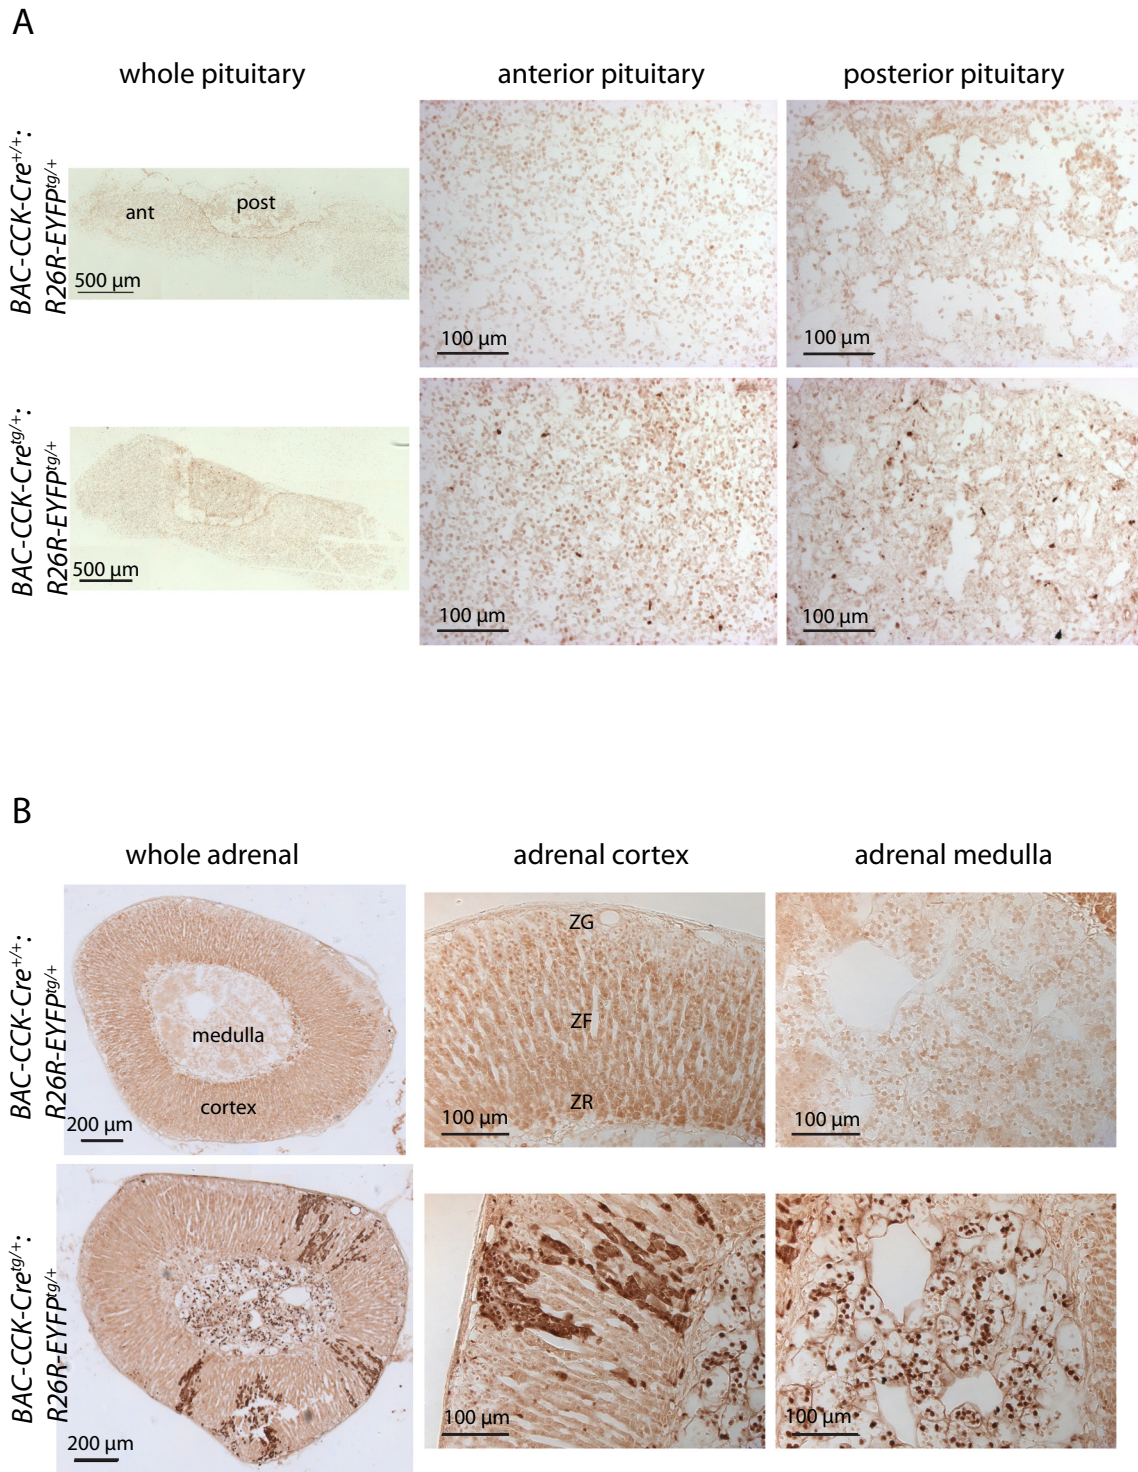 A
whole pituitary
anterior pituitary
posterior pituitary
BAC-CCK-Cre+/+:
R26R-EYFPtg/+
ant
post
500 µm
100 µm
100 µm
BAC-CCK-Cretg/+:
R26R-EYFPtg/+
500 µm
100 µm
100 µm
B
whole adrenal
adrenal cortex
adrenal medulla
BAC-CCK-Cre+/+:
R26R-EYFPtg/+
medulla
cortex
200 µm
ZG
ZF
ZR
100 µm
100 µm
BAC-CCK-Cretg/+:
R26R-EYFPtg/+
200 µm
100 µm
100 µm